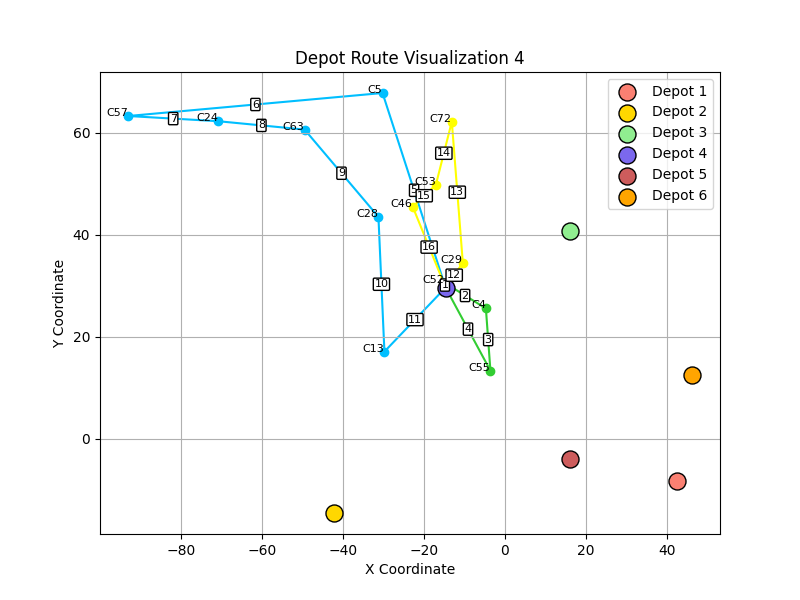 Depot Route Visualization 4
Depot 1
Depot 2
Depot 3
Depot 4
Depot 5
Depot 6
C57
C24
C63
C5
C72
C53
C46
C28
C29
C52
C4
C13
C55
1
2
3
4
5
6
7
8
9
10
11
12
13
14
15
16
60
40
20
0
−80
−60
−40
−20
0
20
40
X Coordinate
Y Coordinate